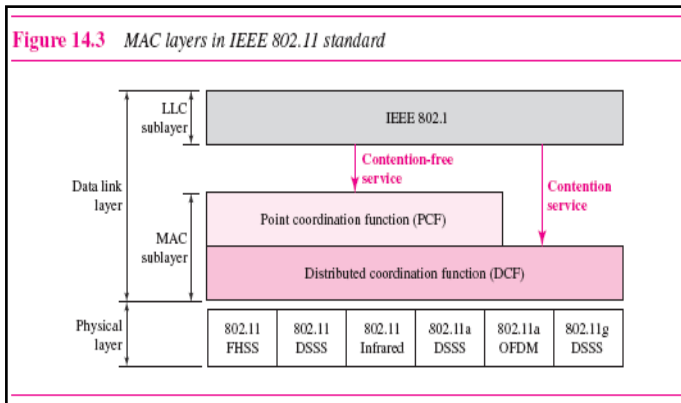 Figure 14.3 MAC layers in IEEE 802.11 standard
LLC
sublayer
IEEE 802.1
Contention-free
service
Contention
service
Data link
layer
MAC
sublayer
Point coordination function (PCF)
Distributed coordination function (DCF)
Physical
layer
802.11
FHSS
802.11
DSSS
802.11
Infrared
802.11a
DSSS
802.11a
OFDM
802.11g
DSSS